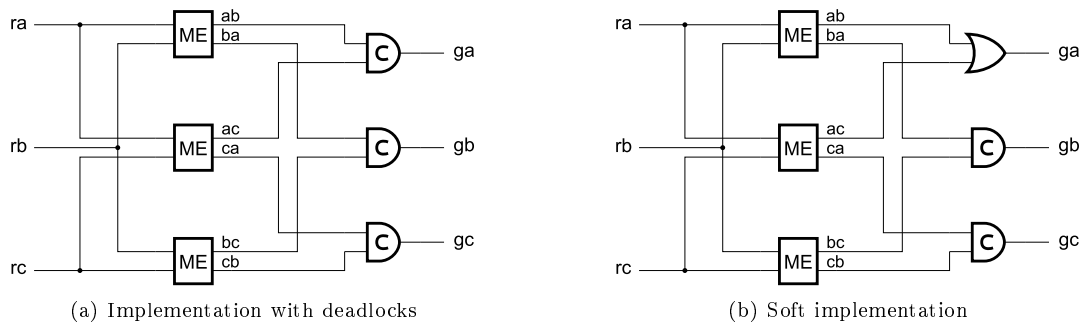 ra ME ab ba C ga
rb ME ac ca C gb
rc ME bc cb C gc
(a) Implementation with deadlocks
ra ME ab ba ga
rb ME ac ca C gb
rc ME bc cb C gc
(b) Soft implementation